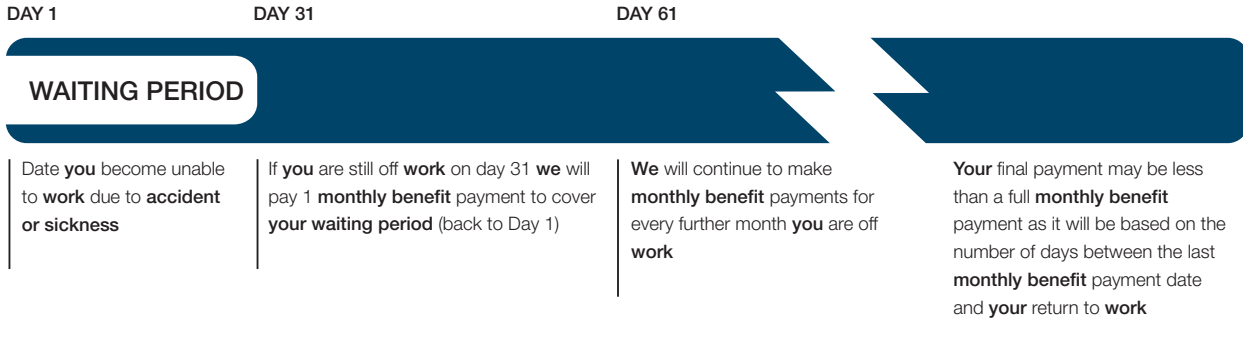 DAY 1
DAY 31
DAY 61
WAITING PERIOD
Date you become unable
to work due to accident
or sickness
If you are still off work on day 31 we will
pay 1 monthly benefit payment to cover
your waiting period (back to Day 1)
We will continue to make
monthly benefit payments for
every further month you are off
work
Your final payment may be less
than a full monthly benefit
payment as it will be based on the
number of days between the last
monthly benefit payment date
and your return to work